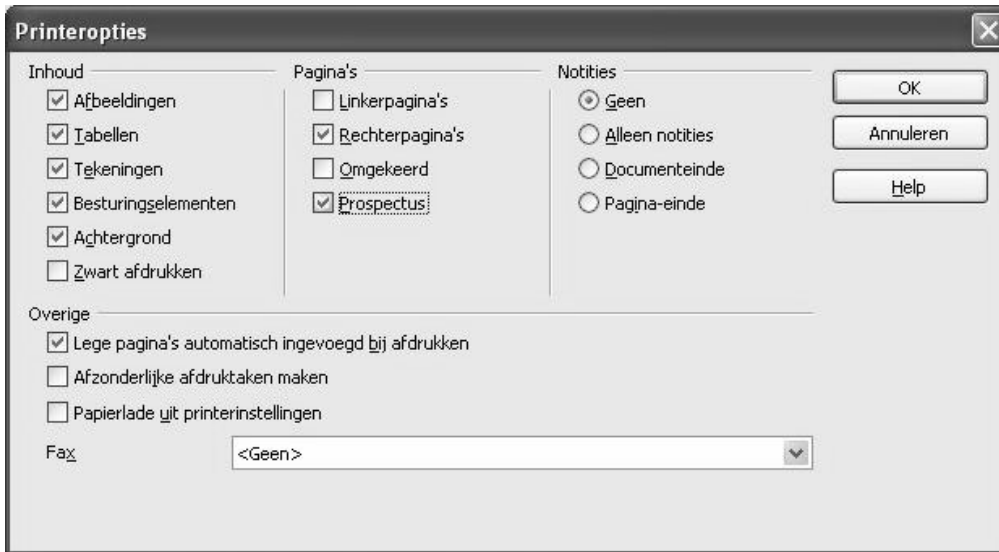 Printeropties
Inhoud
Afbeeldingen
Tabellen
Tekeningen
Besturingselementen
Achtergrond
Zwart afdrukken
Pagina's
Linkerpagina's
Rechterpagina's
Omgekeerd
Prospectus
Notities
Geen
Alleen notities
Documenteinde
Pagina-einde
OK
Annuleren
Help
Overige
Lege pagina's automatisch ingevoegd bij afdrukken
Afzonderlijke afdruktaken maken
Papierlade uit printerinstellingen
Fax
<Geen>